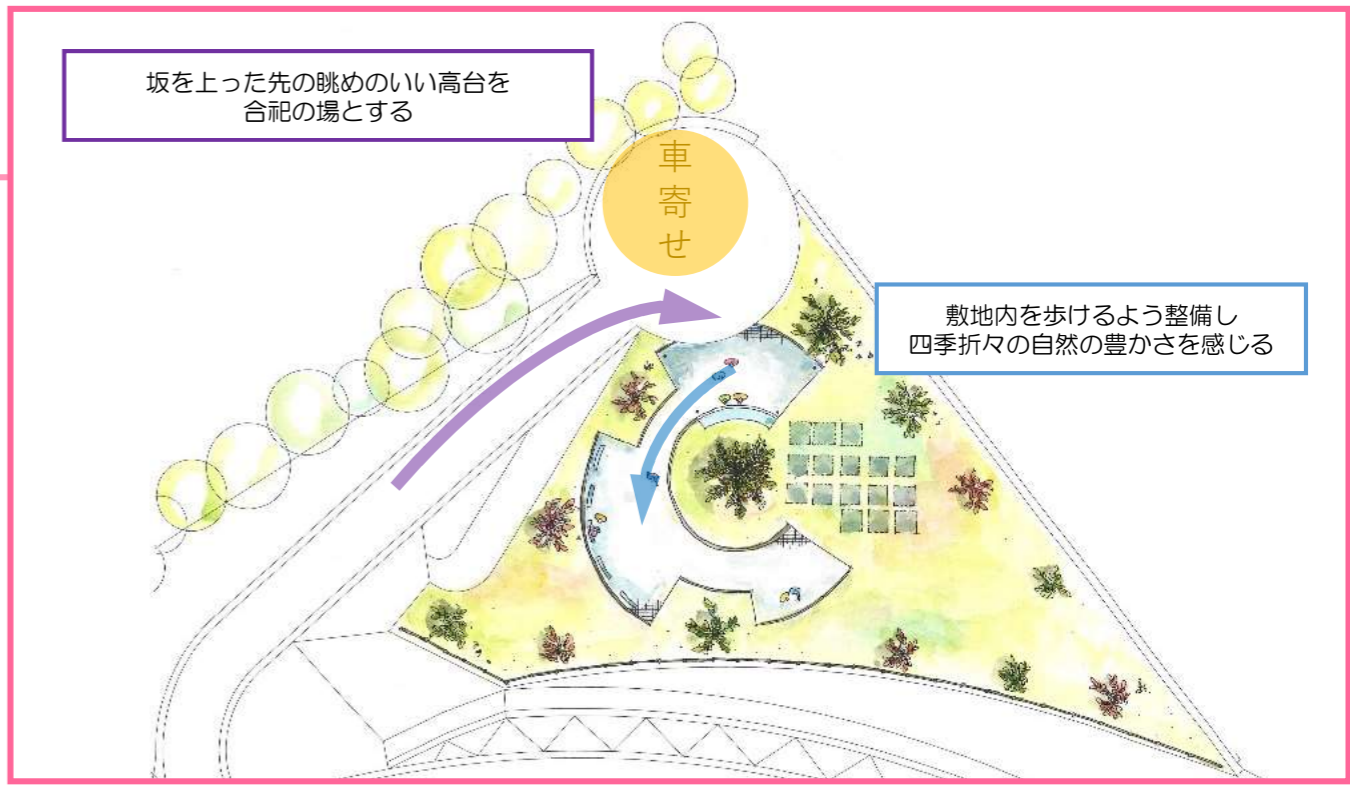 坂を上った先の眺めのいい高台を
合祀の場とする
車寄せ
敷地内を歩けるよう整備し
四季折々の自然の豊かさを感じる